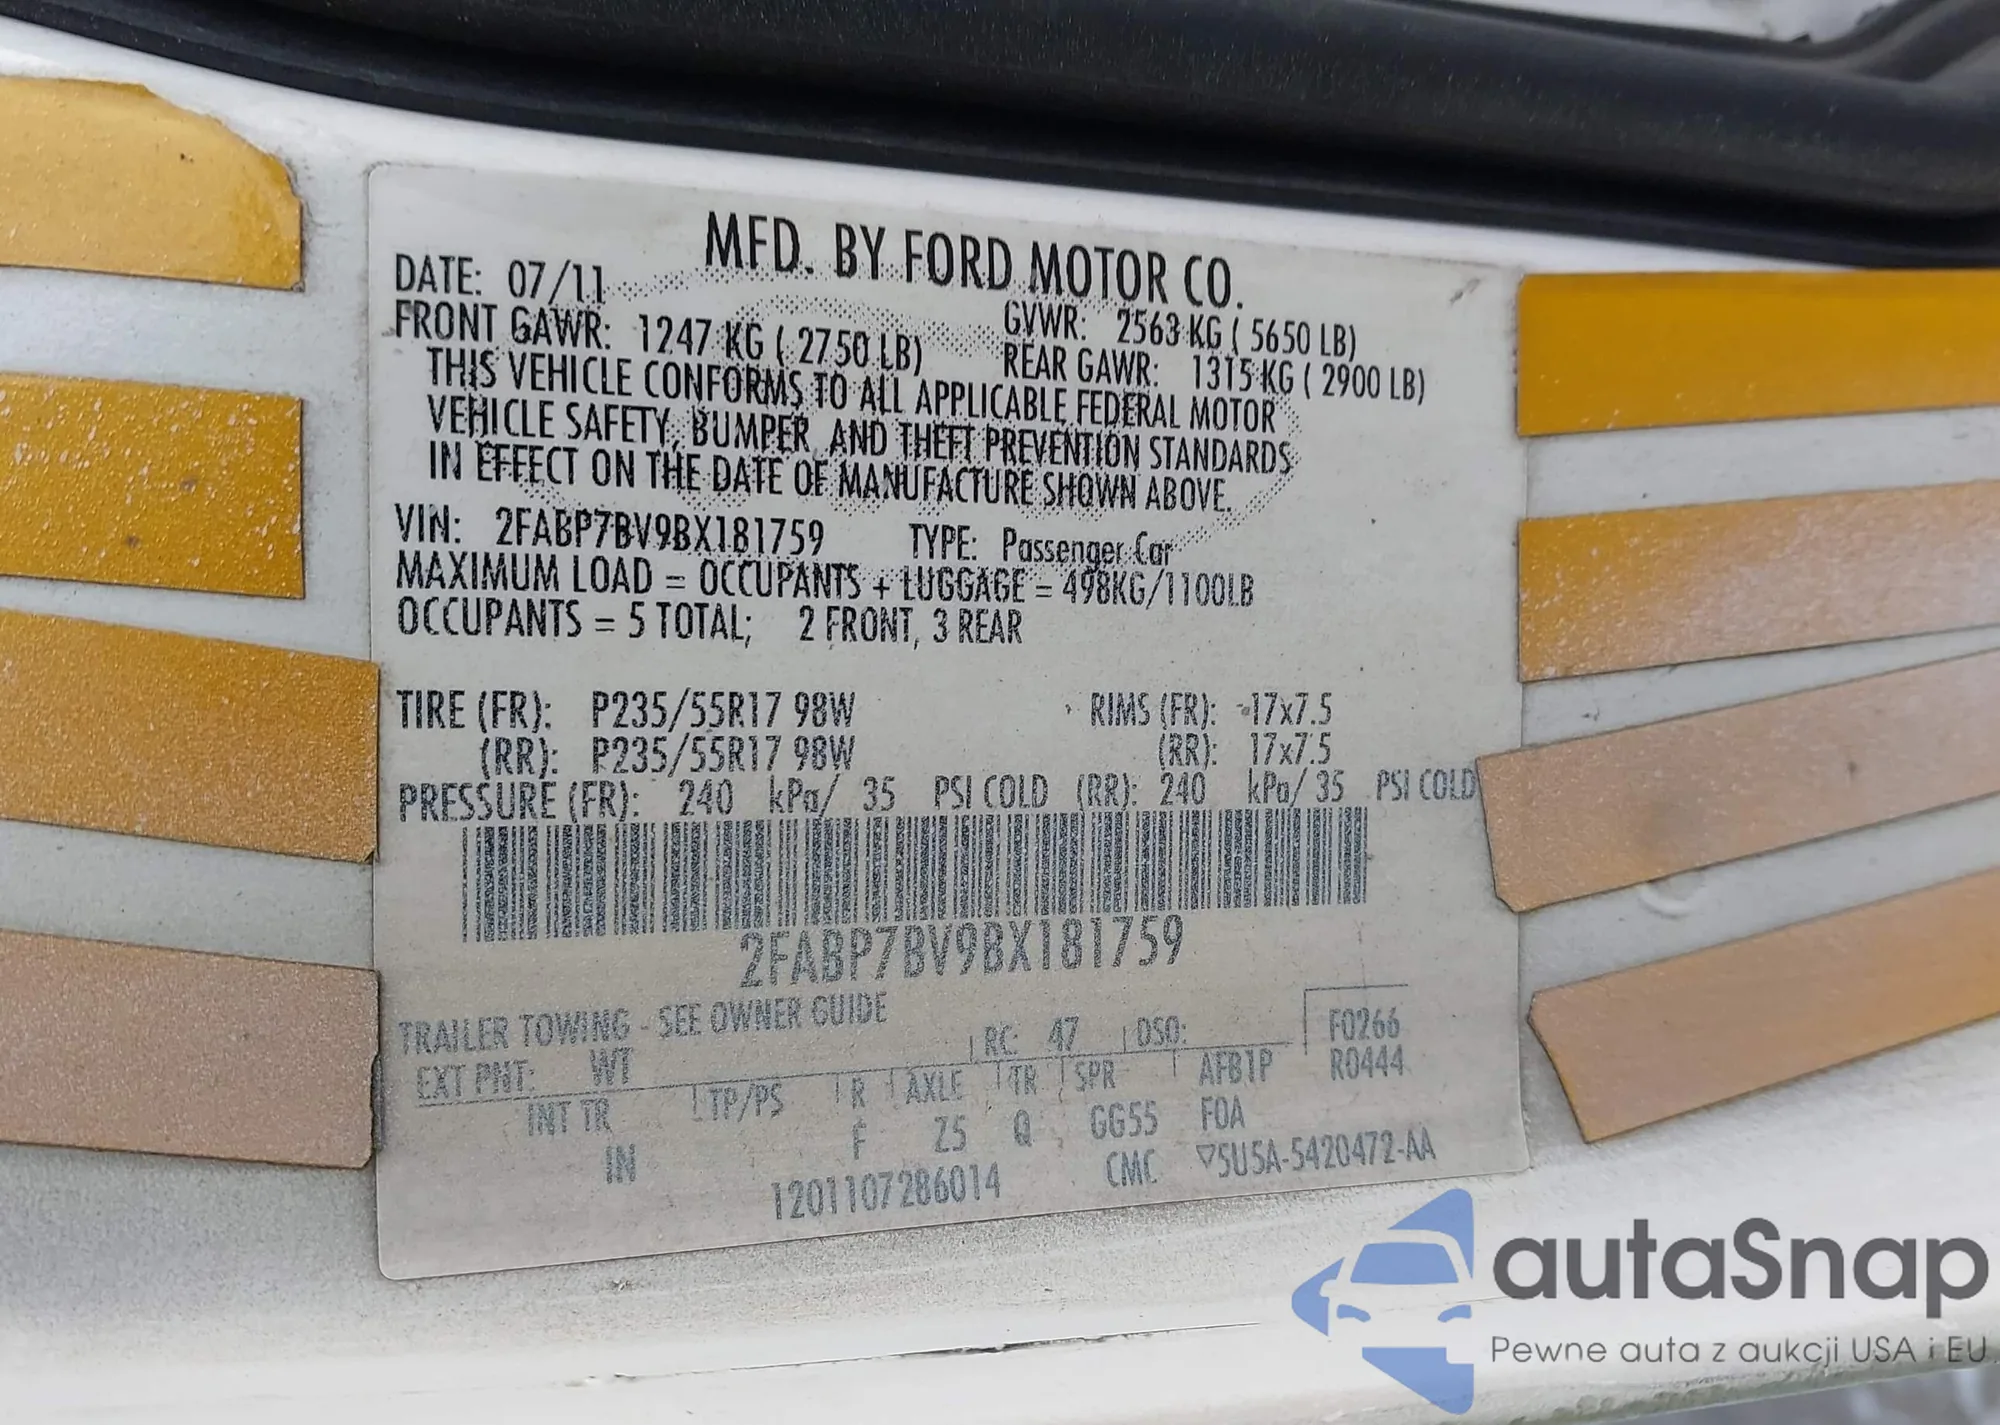 MFD. BY FORD MOTOR CO.
DATE: 07/11
GVWR: 2563 KG ( 5650 LB)
FRONT GAWR: 1247 KG ( 2750 LB)
REAR GAWR: 1315 KG ( 2900 LB)
THIS VEHICLE CONFORMS TO ALL APPLICABLE FEDERAL MOTOR
VEHICLE SAFETY, BUMPER, AND THEFT PREVENTION STANDARDS
IN EFFECT ON THE DATE OF MANUFACTURE SHOWN ABOVE.
VIN: 2FABP7BV9BX181759 TYPE: Passenger Car
MAXIMUM LOAD = OCCUPANTS + LUGGAGE = 498KG/1100LB
OCCUPANTS = 5 TOTAL; 2 FRONT, 3 REAR
TIRE (FR): P235/55R17 98W RIMS (FR): 17x7.5
(RR): P235/55R17 98W (RR): 17x7.5
PRESSURE (FR): 240 kPa/ 35 PSI COLD (RR): 240 kPa/ 35 PSI COLD
2FABP7BV9BX181759
TRAILER TOWING - SEE OWNER GUIDE
EXT PNT: WT RC: 47 DSO: F0266
R0444
INT TR TP/PS R AXLE TR SPR AFB1P
IN F Z5 Q GG55 FOA
1201107286014 CMC ▽5U5A-5420472-AA
autaSnap
Pewne auta z aukcji USA i EU